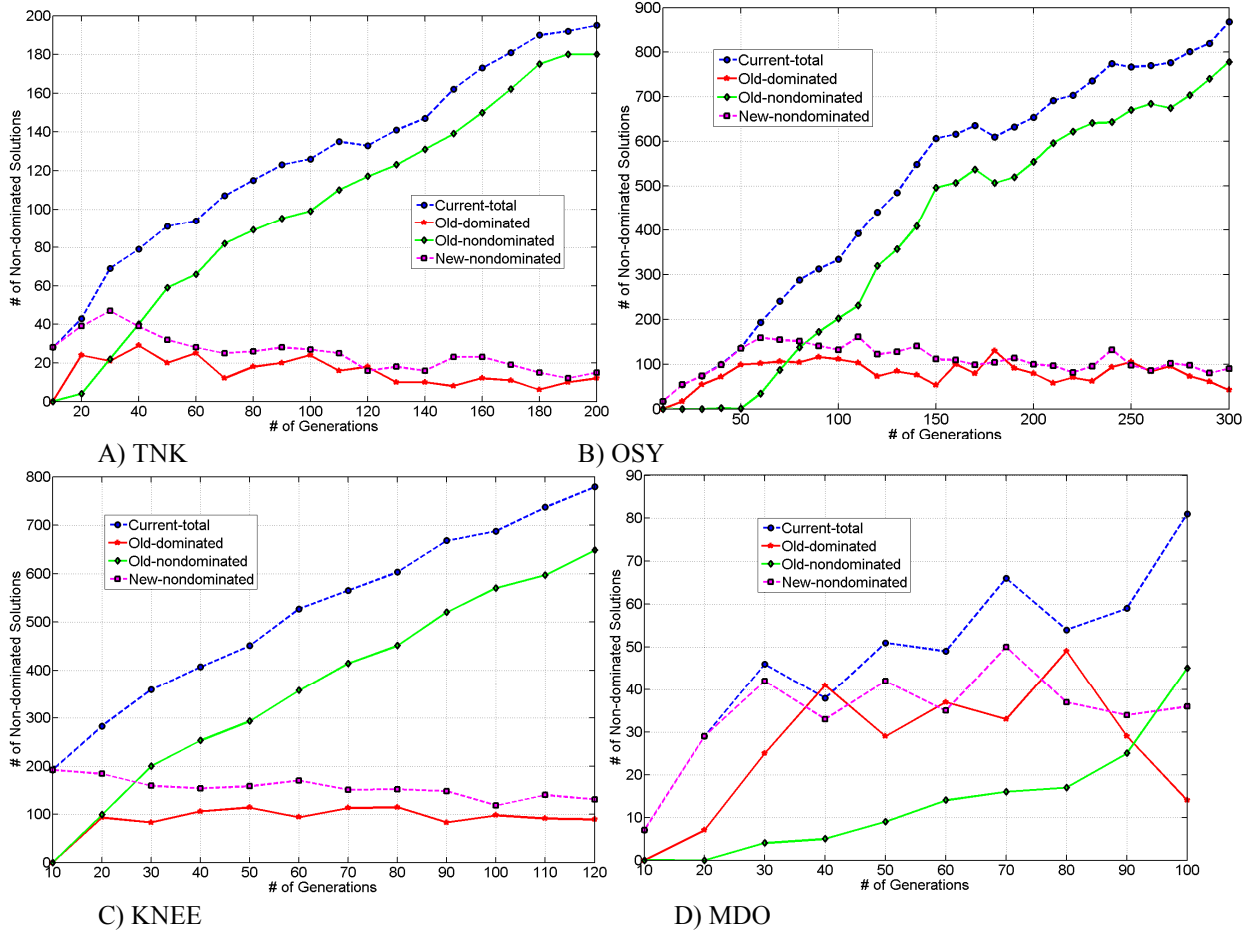 200
180
160
140
120
100
80
60
40
20
0
# of Non-dominated Solutions
Current-total
Old-dominated
Old-nondominated
New-nondominated
20 40 60 80 100 120 140 160 180 200
# of Generations
A) TNK
900
800
700
600
500
400
300
200
100
0
# of Non-dominated Solutions
Current-total
Old-dominated
Old-nondominated
New-nondominated
50 100 150 200 250 300
# of Generations
B) OSY
800
700
600
500
400
300
200
100
0
# of Non-dominated Solutions
Current-total
Old-dominated
Old-nondominated
New-nondominated
10 20 30 40 50 60 70 80 90 100 110 120
# of Generations
C) KNEE
90
80
70
60
50
40
30
20
10
0
# of Non-dominated Solutions
Current-total
Old-dominated
Old-nondominated
New-nondominated
10 20 30 40 50 60 70 80 90 100
# of Generations
D) MDO